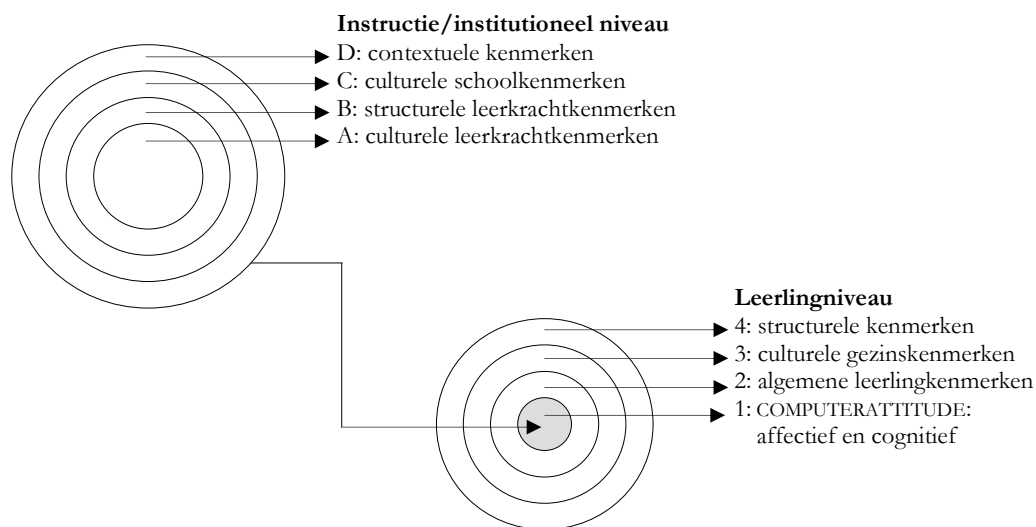 Instructie/institutioneel niveau
D: contextuele kenmerken
C: culturele schoolkenmerken
B: structurele leerkrachtkenmerken
A: culturele leerkrachtkenmerken
Leerlingniveau
4: structurele kenmerken
3: culturele gezinskenmerken
2: algemene leerlingkenmerken
1: COMPUTERATTITUDE:
affectief en cognitief